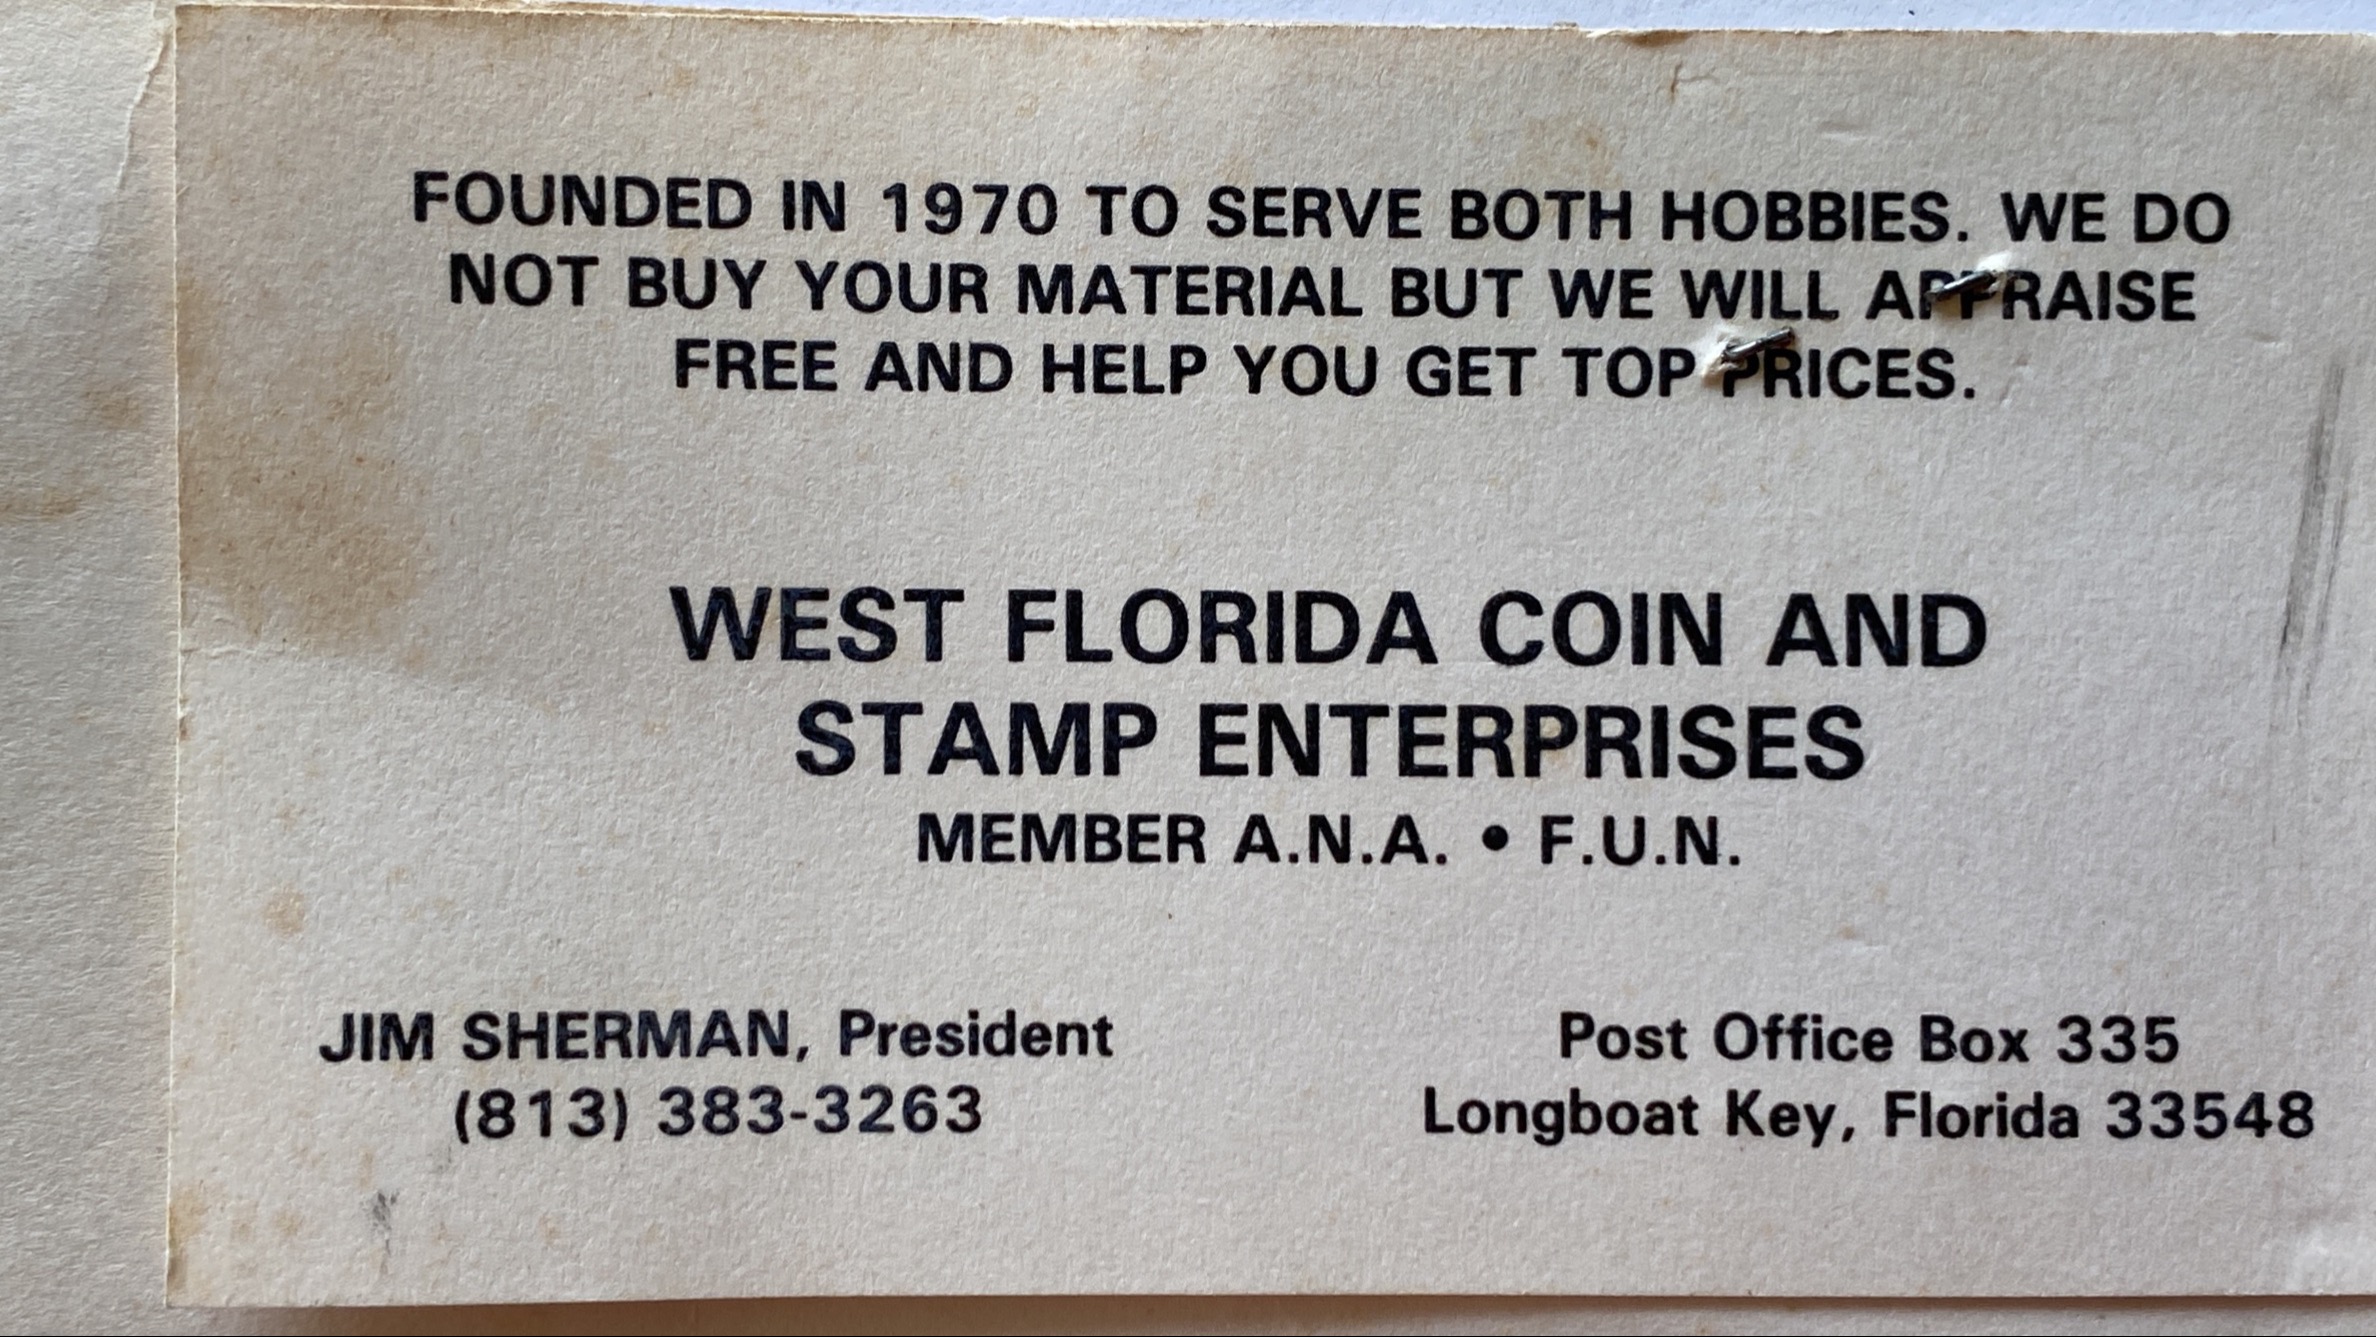 FOUNDED IN 1970 TO SERVE BOTH HOBBIES. WE DO
NOT BUY YOUR MATERIAL BUT WE WILL APPRAISE
FREE AND HELP YOU GET TOP PRICES.
WEST FLORIDA COIN AND
STAMP ENTERPRISES
MEMBER A.N.A. • F.U.N.
JIM SHERMAN, President
(813) 383-3263
Post Office Box 335
Longboat Key, Florida 33548